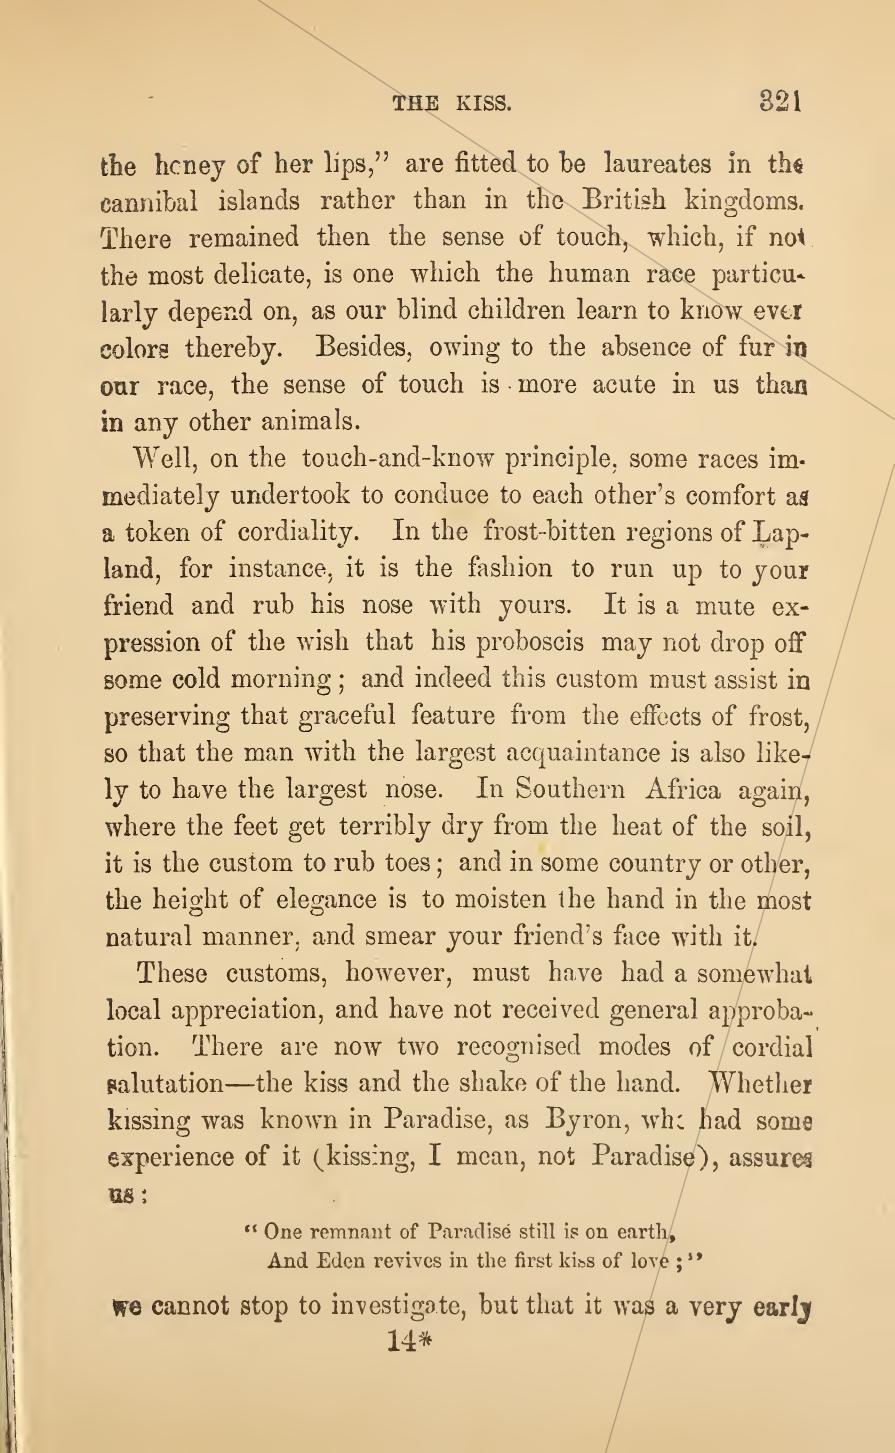 THE KISS. 321
the honey of her lips,” are fitted to be laureates in the
cannibal islands rather than in the British kingdoms.
There remained then the sense of touch, which, if not
the most delicate, is one which the human race particu-
larly depend on, as our blind children learn to know ever
colors thereby. Besides, owing to the absence of fur in
our race, the sense of touch is more acute in us than
in any other animals.
Well, on the touch-and-know principle, some races im-
mediately undertook to conduce to each other’s comfort as
a token of cordiality. In the frost-bitten regions of Lap-
land, for instance, it is the fashion to run up to your
friend and rub his nose with yours. It is a mute ex-
pression of the wish that his proboscis may not drop off
some cold morning; and indeed this custom must assist in
preserving that graceful feature from the effects of frost,
so that the man with the largest acquaintance is also like-
ly to have the largest nose. In Southern Africa again,
where the feet get terribly dry from the heat of the soil,
it is the custom to rub toes; and in some country or other,
the height of elegance is to moisten the hand in the most
natural manner, and smear your friend’s face with it.
These customs, however, must have had a somewhat
local appreciation, and have not received general approba-
tion. There are now two recognised modes of cordial
salutation—the kiss and the shake of the hand. Whether
kissing was known in Paradise, as Byron, who had some
experience of it (kissing, I mean, not Paradise), assures
us:
“One remnant of Paradise still is on earth,
And Eden revives in the first kiss of love;”
we cannot stop to investigate, but that it was a very early
14*